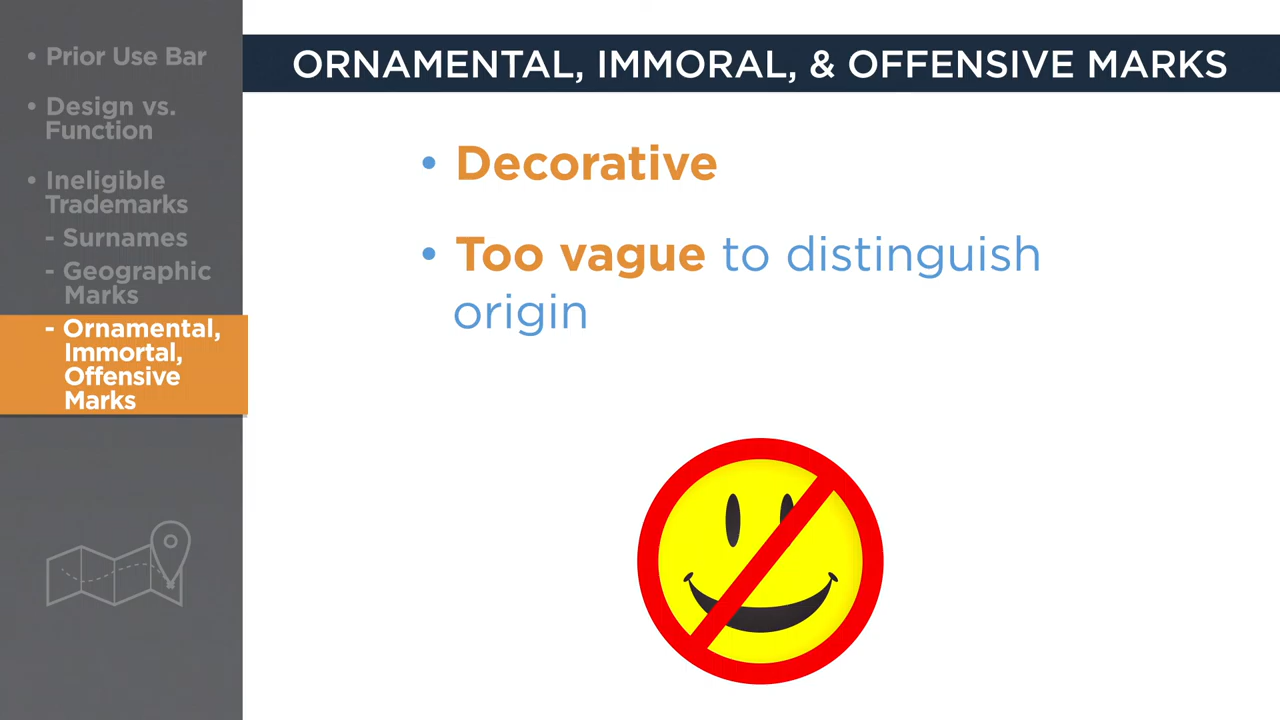 • Prior Use Bar
• Design vs.
Function
• Ineligible
Trademarks
- Surnames
- Geographic
Marks
- Ornamental,
Immortal,
Offensive
Marks
ORNAMENTAL, IMMORAL, & OFFENSIVE MARKS
• Decorative
• Too vague to distinguish
origin